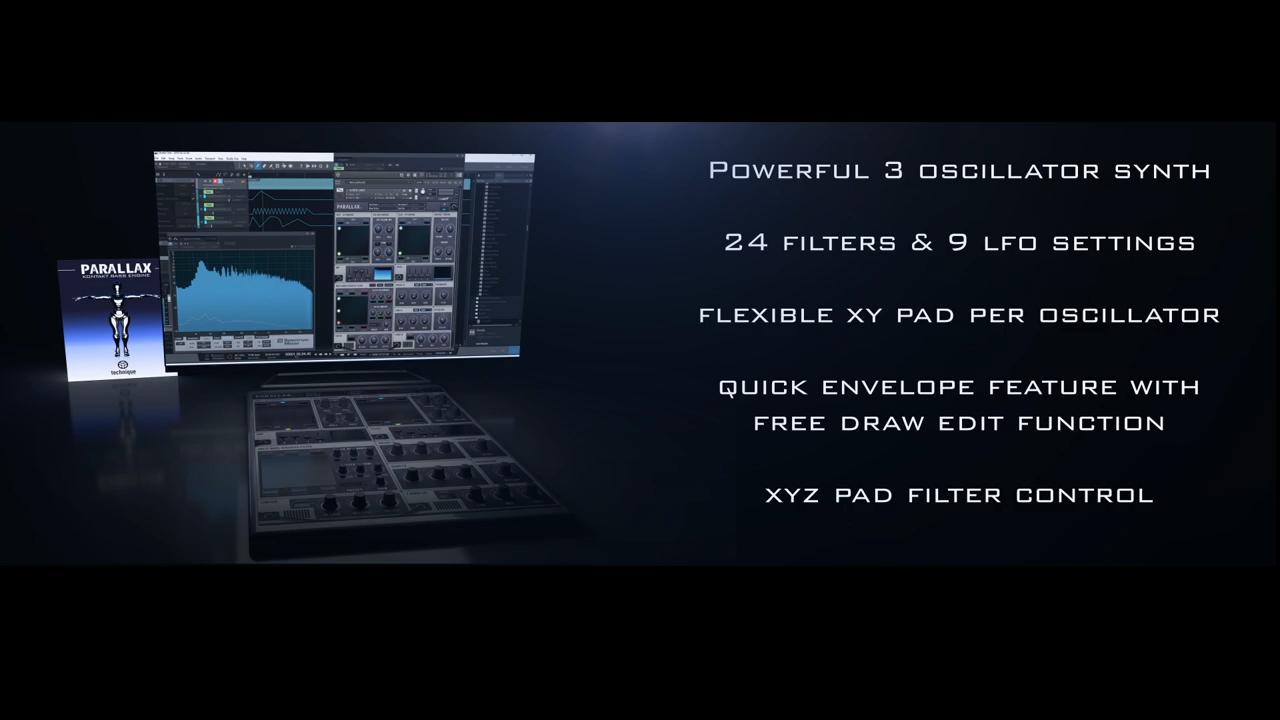 POWERFUL 3 OSCILLATOR SYNTH
24 FILTERS & 9 LFO SETTINGS
FLEXIBLE XY PAD PER OSCILLATOR
QUICK ENVELOPE FEATURE WITH
FREE DRAW EDIT FUNCTION
XYZ PAD FILTER CONTROL
PARALLAX
KONTAKT BASS ENGINE
technique
PARALLAX